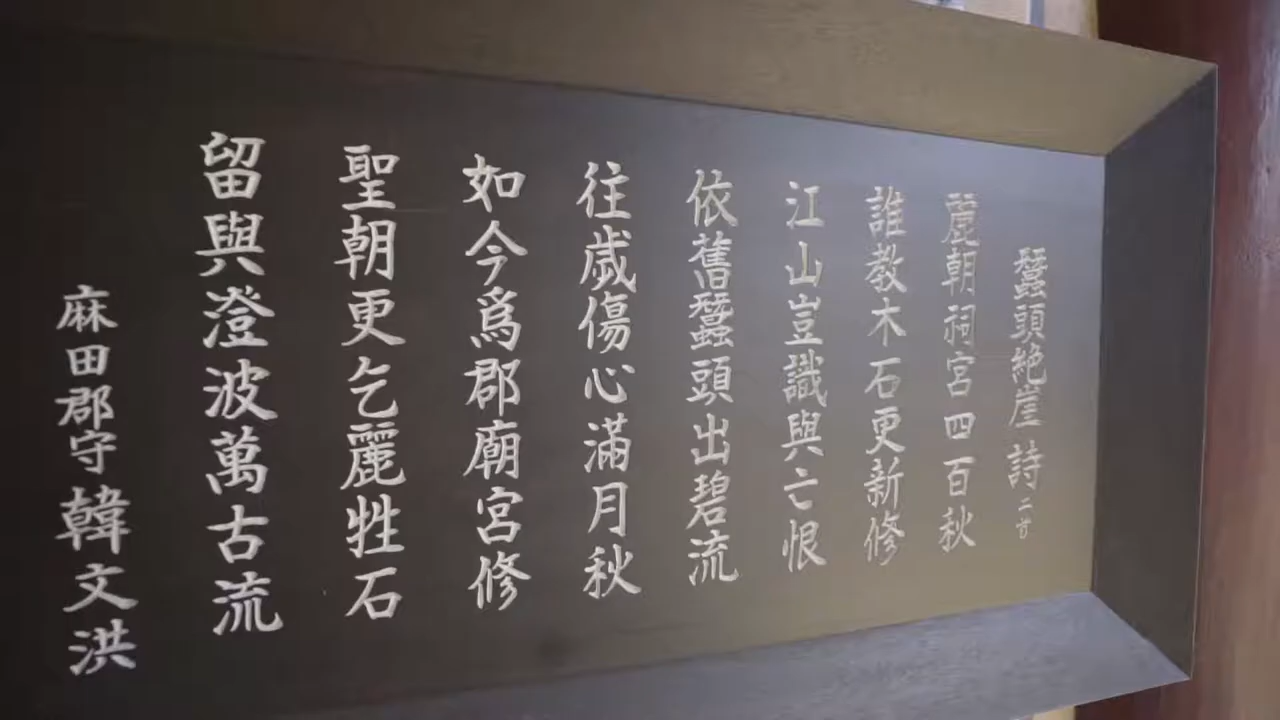 蠶頭絶崖 詩 二首
麗朝祠宮四百秋
誰教木石更新修
江山豈識與亡恨
依舊蠶頭出碧流
往歲傷心滿月秋
如今爲郡廟宮修
聖朝更乞麗牲石
留與澄波萬古流
麻田郡守 韓文洪